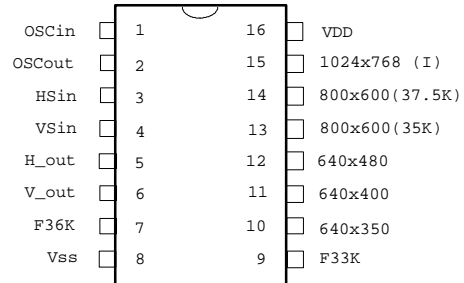 OSCin 1 16 VDD
OSCout 2 15 1024x768 (I)
HSin 3 14 800x600(37.5K)
VSin 4 13 800x600(35K)
H_out 5 12 640x480
V_out 6 11 640x400
F36K 7 10 640x350
Vss 8 9 F33K